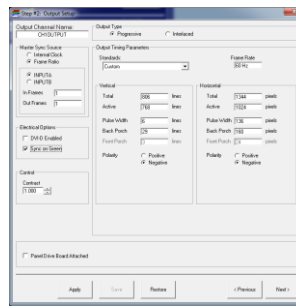 Step #2: Output Setup
Output Channel Name:
CH1OUTPUT
Output Type
Progressive
Interlaced
Master Sync Source
Internal Clock
Frame Ratio
INPUTA
INPUTB
In Frames 1
Out Frames 1
Output Timing Parameters
Standards:
Custom
Frame Rate
60 Hz
Vertical
Total 806 lines
Active 768 lines
Pulse Width 6 lines
Back Porch 29 lines
Front Porch 3 lines
Polarity Positive
Negative
Horizontal
Total 1344 pixels
Active 1024 pixels
Pulse Width 136 pixels
Back Porch 160 pixels
Front Porch 24 pixels
Polarity Positive
Negative
Electrical Options
DVI-D Enabled
Sync on Green
Control
Contrast
1.000
Panel Drive Board Attached
Apply
Save
Restore
< Previous
Next >